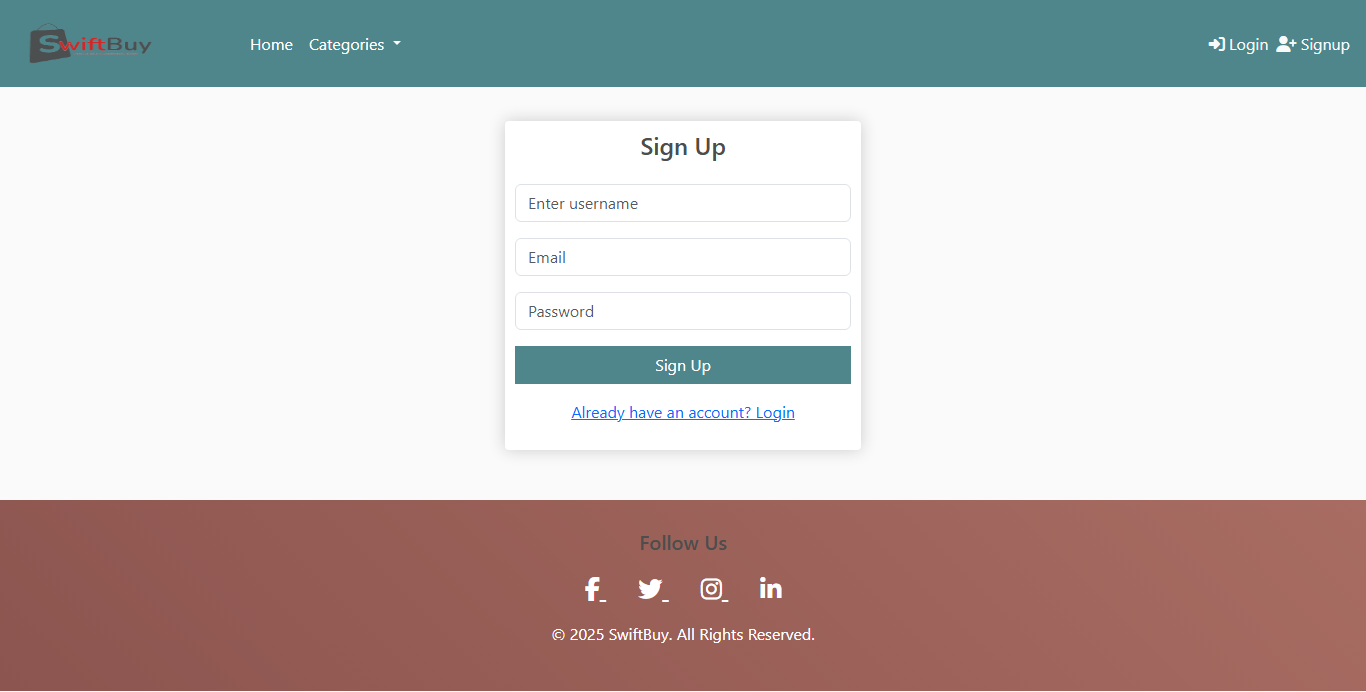 SwiftBuy
Home Categories
Login Signup
Sign Up
Enter username
Email
Password
Sign Up
Already have an account? Login
Follow Us
© 2025 SwiftBuy. All Rights Reserved.